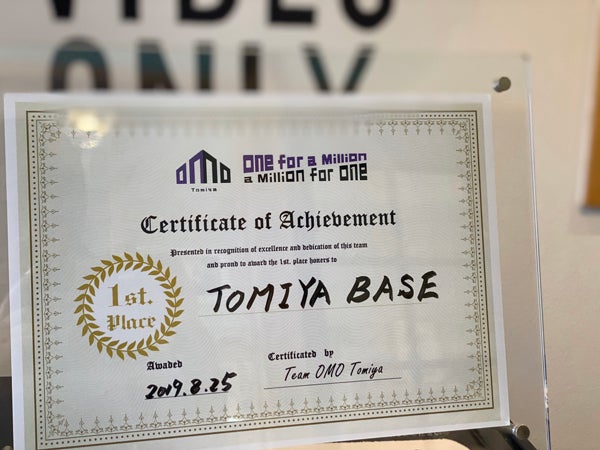 VIDEO
ONLY
OMO
Tomiya
ONE for a Million
a Million for ONE
Certificate of Achievement
Presented in recognition of excellence and dedication of this team
and proud to award the 1st. place honers to
1st.
Place
TOMIYA BASE
Awaded
2019.8.25
Certificated by
Team OMO Tomiya